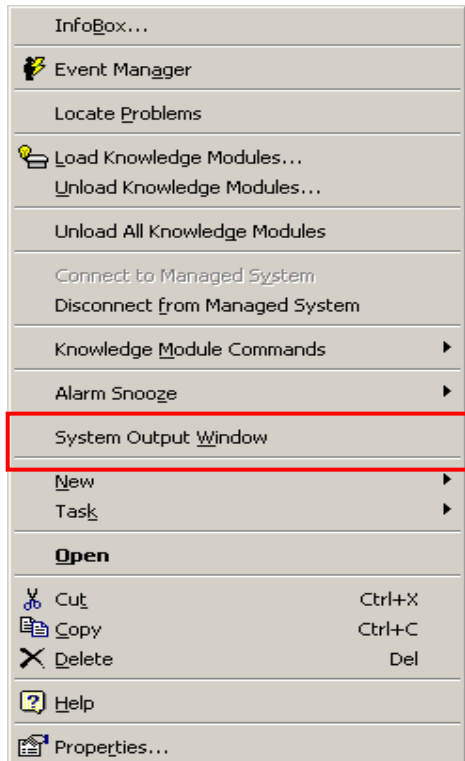 InfoBox...
Event Manager
Locate Problems
Load Knowledge Modules...
Unload Knowledge Modules...
Unload All Knowledge Modules
Connect to Managed System
Disconnect from Managed System
Knowledge Module Commands
Alarm Snooze
System Output Window
New
Task
Open
Cut Ctrl+X
Copy Ctrl+C
Delete Del
Help
Properties...